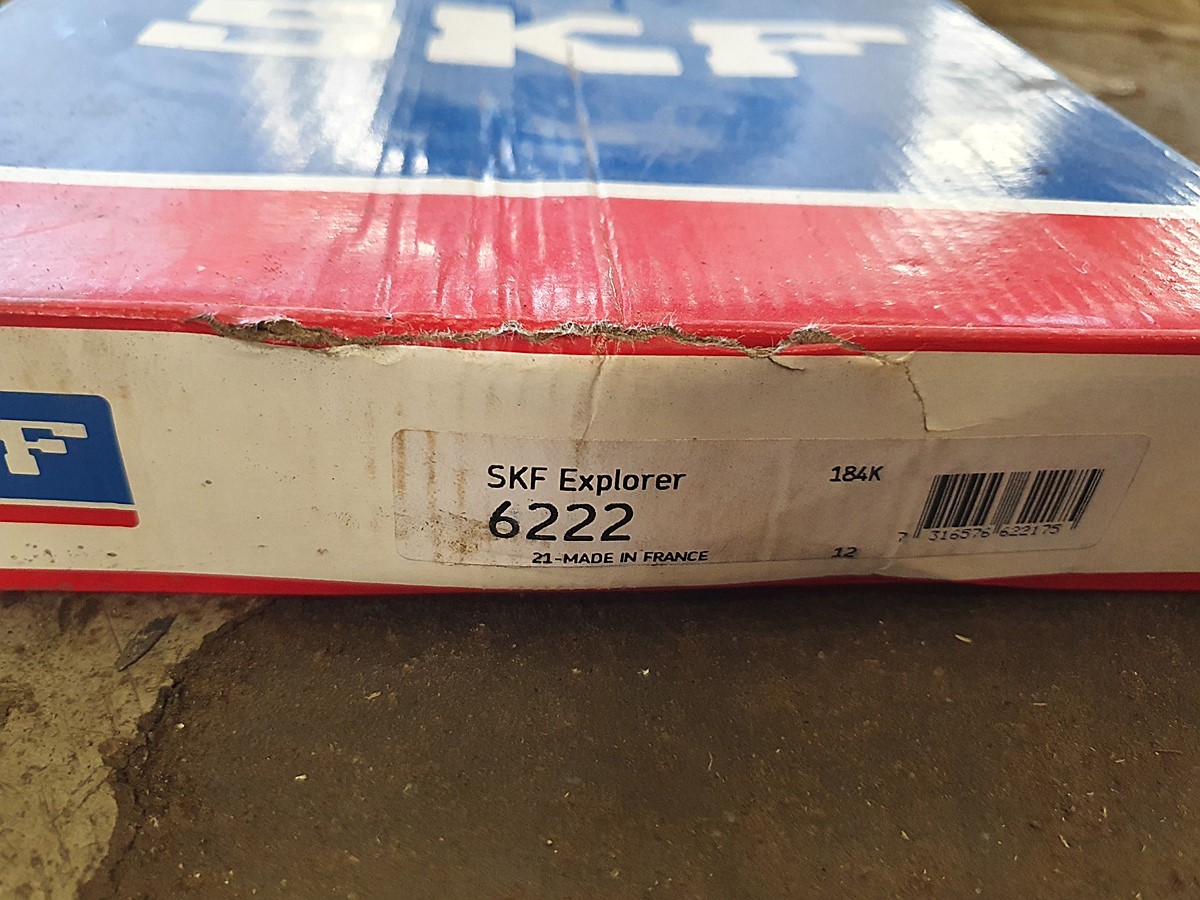 SKF
F
SKF Explorer
184K
6222
21-MADE IN FRANCE
12
7 316576 622175